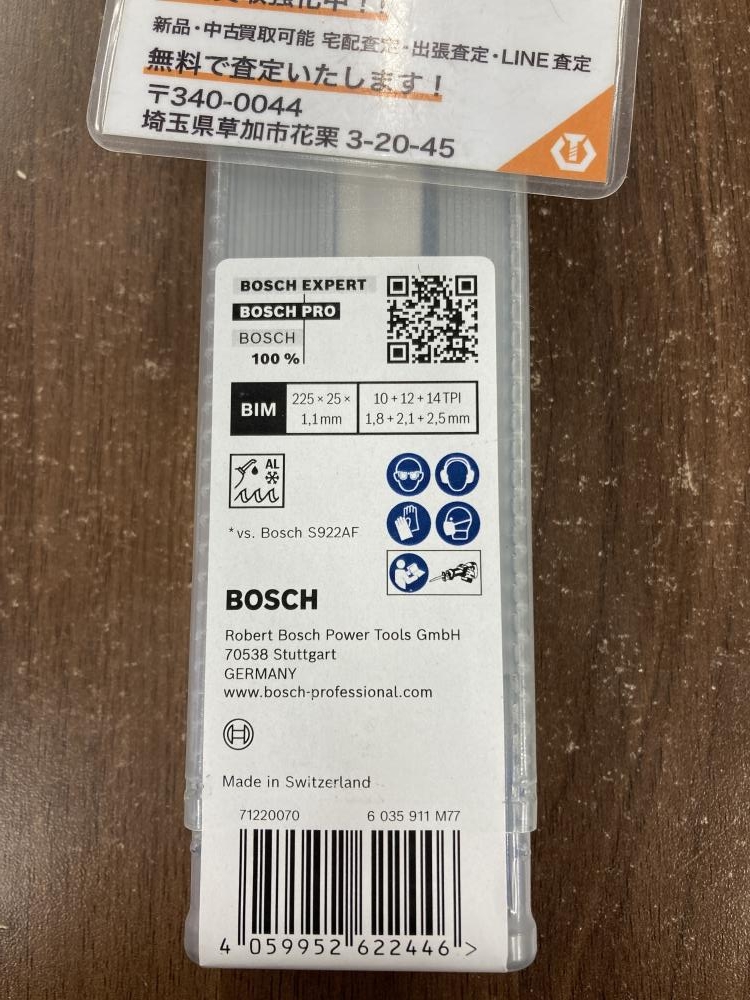 新品・中古買取可能 宅配査定・出張査定・LINE査定
無料で査定いたします！
〒340-0044
埼玉県草加市花栗 3-20-45
BOSCH EXPERT
BOSCH PRO
BOSCH
100 %
BIM
225 × 25 ×
1,1 mm
10 + 12 + 14 TPI
1,8 + 2,1 + 2,5 mm
AL
*vs. Bosch S922AF
BOSCH
Robert Bosch Power Tools GmbH
70538 Stuttgart
GERMANY
www.bosch-professional.com
Made in Switzerland
71220070 6 035 911 M77
4 059952 622446 >